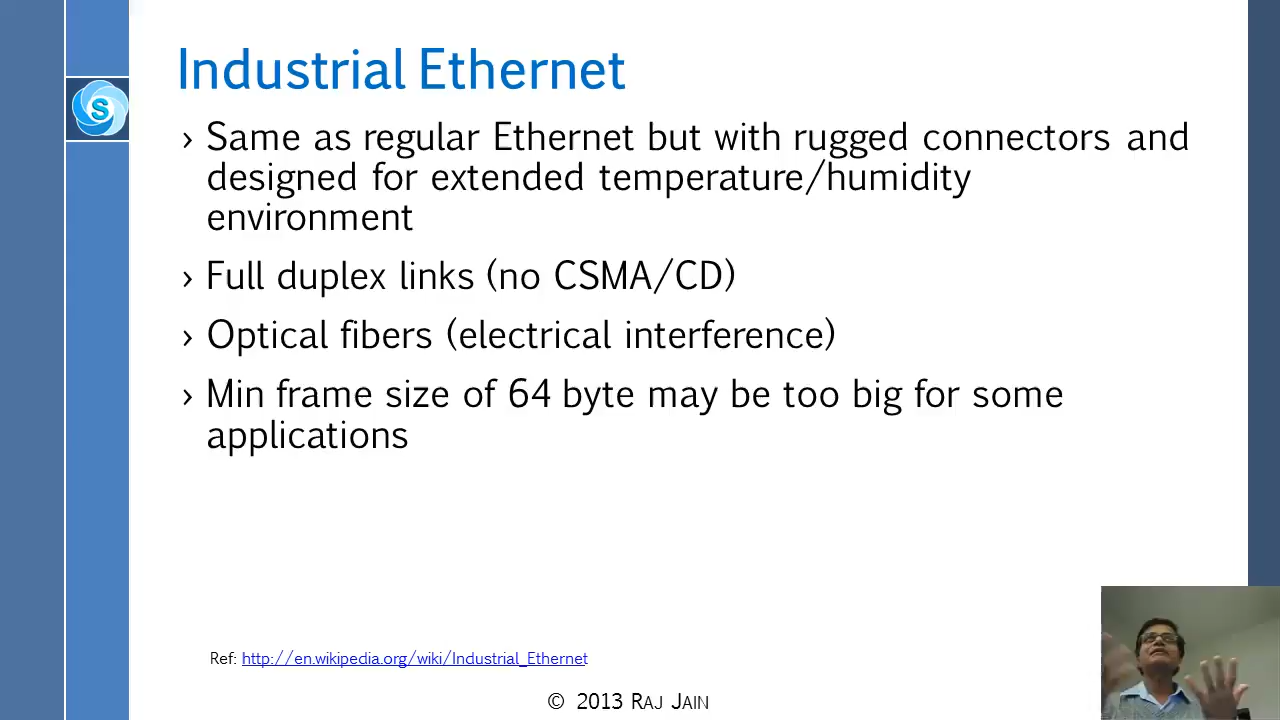 Industrial Ethernet
S
› Same as regular Ethernet but with rugged connectors and
designed for extended temperature/humidity
environment
› Full duplex links (no CSMA/CD)
› Optical fibers (electrical interference)
› Min frame size of 64 byte may be too big for some
applications
Ref: http://en.wikipedia.org/wiki/Industrial_Ethernet
© 2013 RAJ JAIN